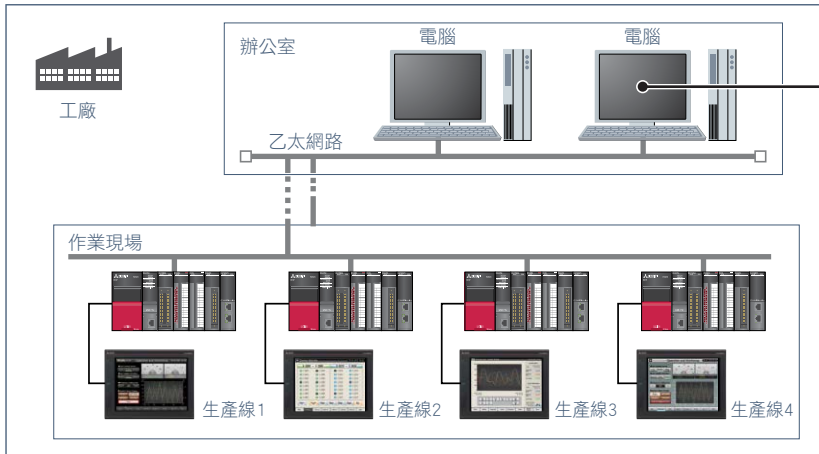 辦公室
電腦
電腦
工廠
乙太網路
作業現場
生產線1
生產線2
生產線3
生產線4